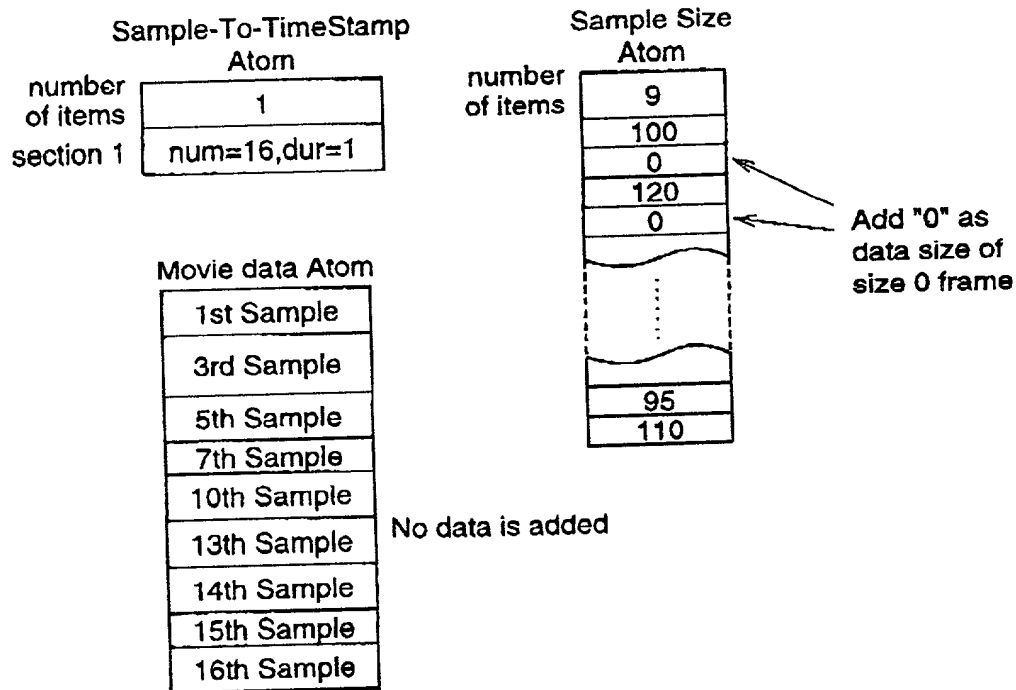 Sample-To-TimeStamp
Atom
number
of items
1
section 1
num=16,dur=1
Sample Size
Atom
number
of items
9
100
0
120
0
95
110
Add "0" as
data size of
size 0 frame
Movie data Atom
1st Sample
3rd Sample
5th Sample
7th Sample
10th Sample
13th Sample
14th Sample
15th Sample
16th Sample
No data is added